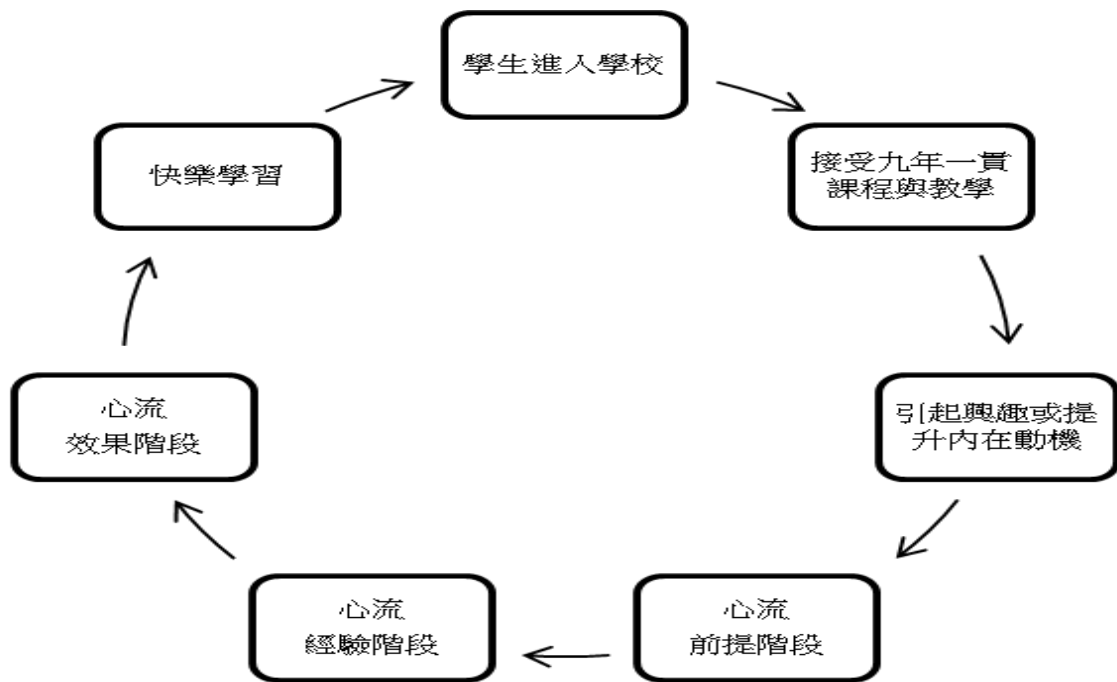 學生進入學校
接受九年一貫
課程與教學
引起興趣或提
升內在動機
心流
前提階段
心流
經驗階段
心流
效果階段
快樂學習